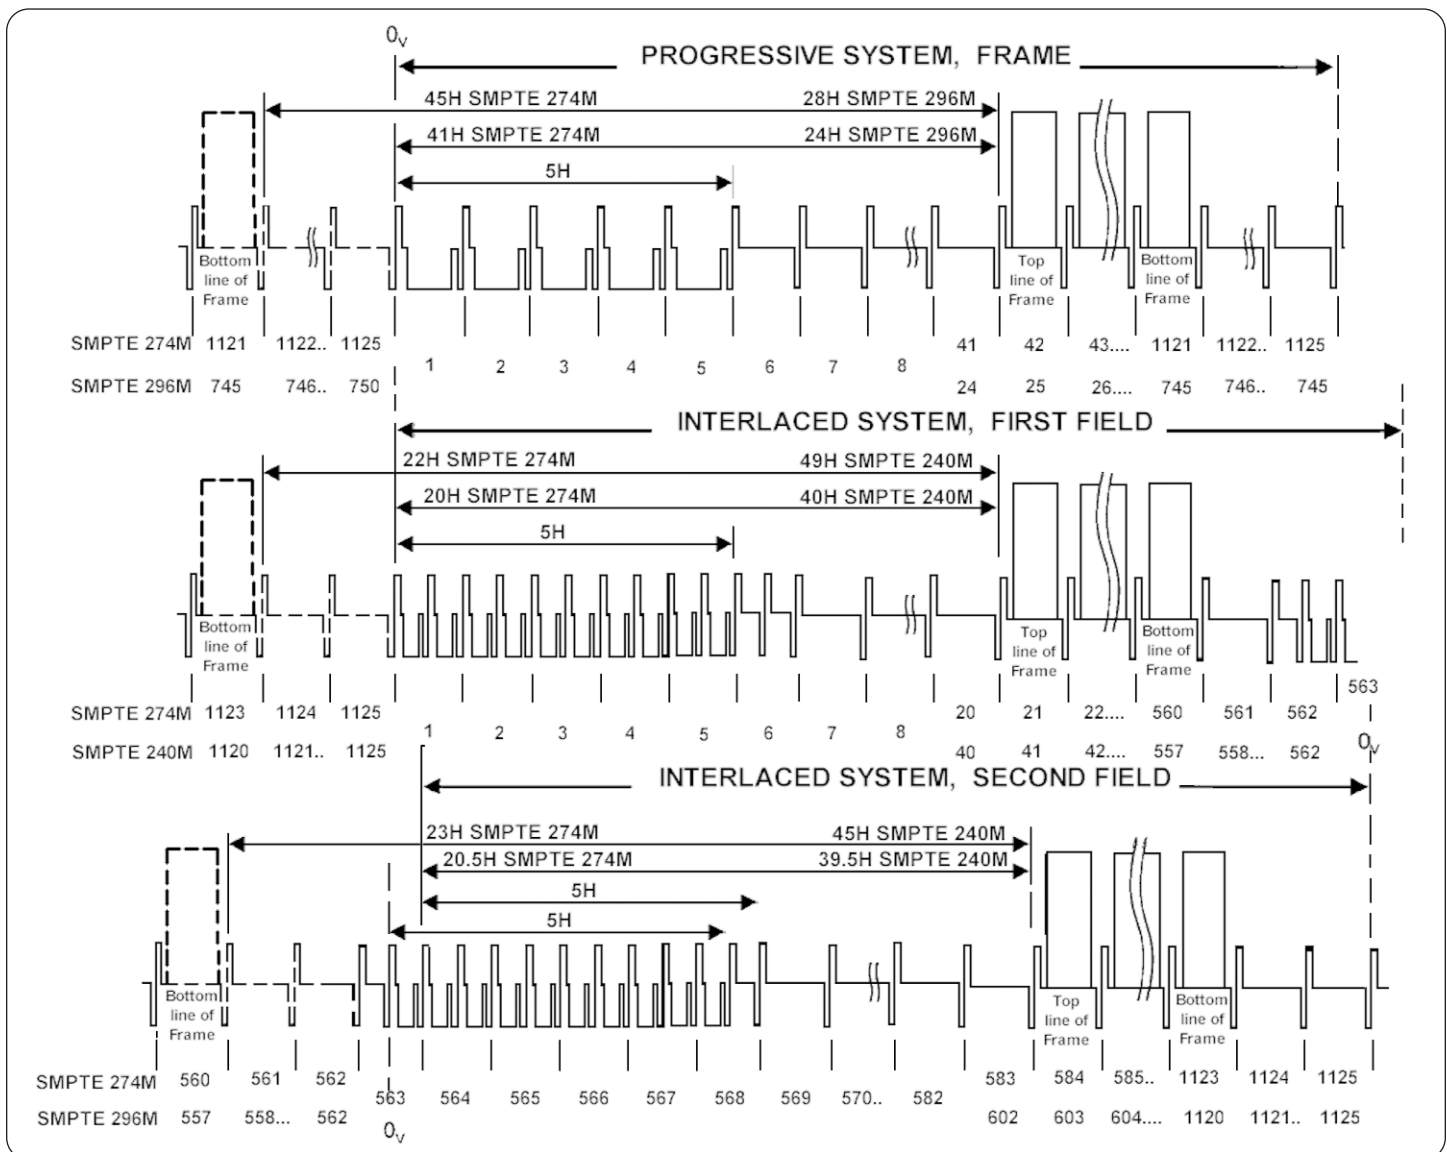 0V
PROGRESSIVE SYSTEM, FRAME
45H SMPTE 274M 28H SMPTE 296M
41H SMPTE 274M 24H SMPTE 296M
5H
Bottom line of Frame
Top line of Frame
Bottom line of Frame
SMPTE 274M 1121 1122.. 1125 41 42 43.... 1121 1122.. 1125
1 2 3 4 5 6 7 8
SMPTE 296M 745 746.. 750 24 25 26.... 745 746.. 745
INTERLACED SYSTEM, FIRST FIELD
22H SMPTE 274M 49H SMPTE 240M
20H SMPTE 274M 40H SMPTE 240M
5H
Bottom line of Frame
Top line of Frame
Bottom line of Frame
563
SMPTE 274M 1123 1124 1125 20 21 22.... 560 561 562
1 2 3 4 5 6 7 8
SMPTE 240M 1120 1121.. 1125 40 41 42.... 557 558... 562
0V
INTERLACED SYSTEM, SECOND FIELD
23H SMPTE 274M 45H SMPTE 240M
20.5H SMPTE 274M 39.5H SMPTE 240M
5H
5H
Bottom line of Frame
Top line of Frame
Bottom line of Frame
SMPTE 274M 560 561 562 583 584 585.. 1123 1124 1125
563 564 565 566 567 568 569 570.. 582
SMPTE 296M 557 558... 562 602 603 604.... 1120 1121.. 1125
0V